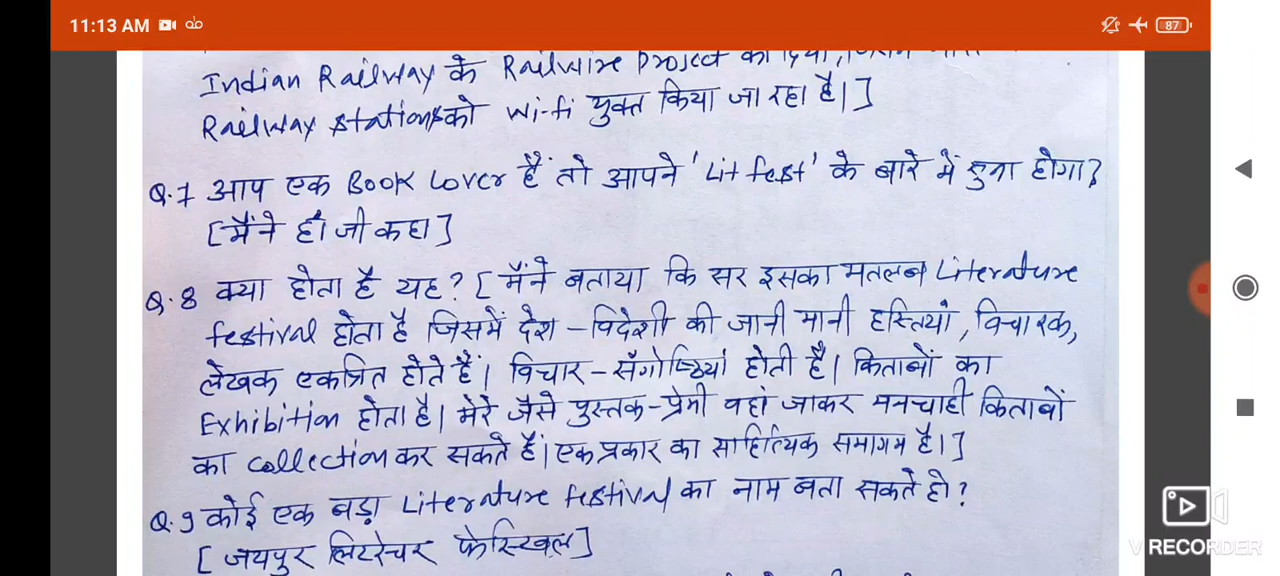 11:13 AM
87
Indian Railway के Railwire Project को दिया,
Railway stations को Wi-fi युक्त किया जा रहा है।]
Q.7 आप एक Book Lover हैं तो आपने 'Lit fest' के बारे में सुना होगा?
[मैंने हाँ जी कहा]
Q.8 क्या होता है यह? [मैंने बताया कि सर इसका मतलब Literature
festival होता है जिसमें देश-विदेशी की जानी मानी हस्तियां, विचारक,
लेखक एकत्रित होते हैं। विचार-सँगोष्ठियां होती है। किताबों का
Exhibition होता है। मेरे जैसे पुस्तक-प्रेमी वहां जाकर मनचाही किताबों
का collection कर सकते हैं। एक प्रकार का साहित्यिक समागम है।]
Q.9 कोई एक बड़ा Literature festival का नाम बता सकते हो?
[जयपुर लिटरेचर फेस्टिवल]
V RECORDER